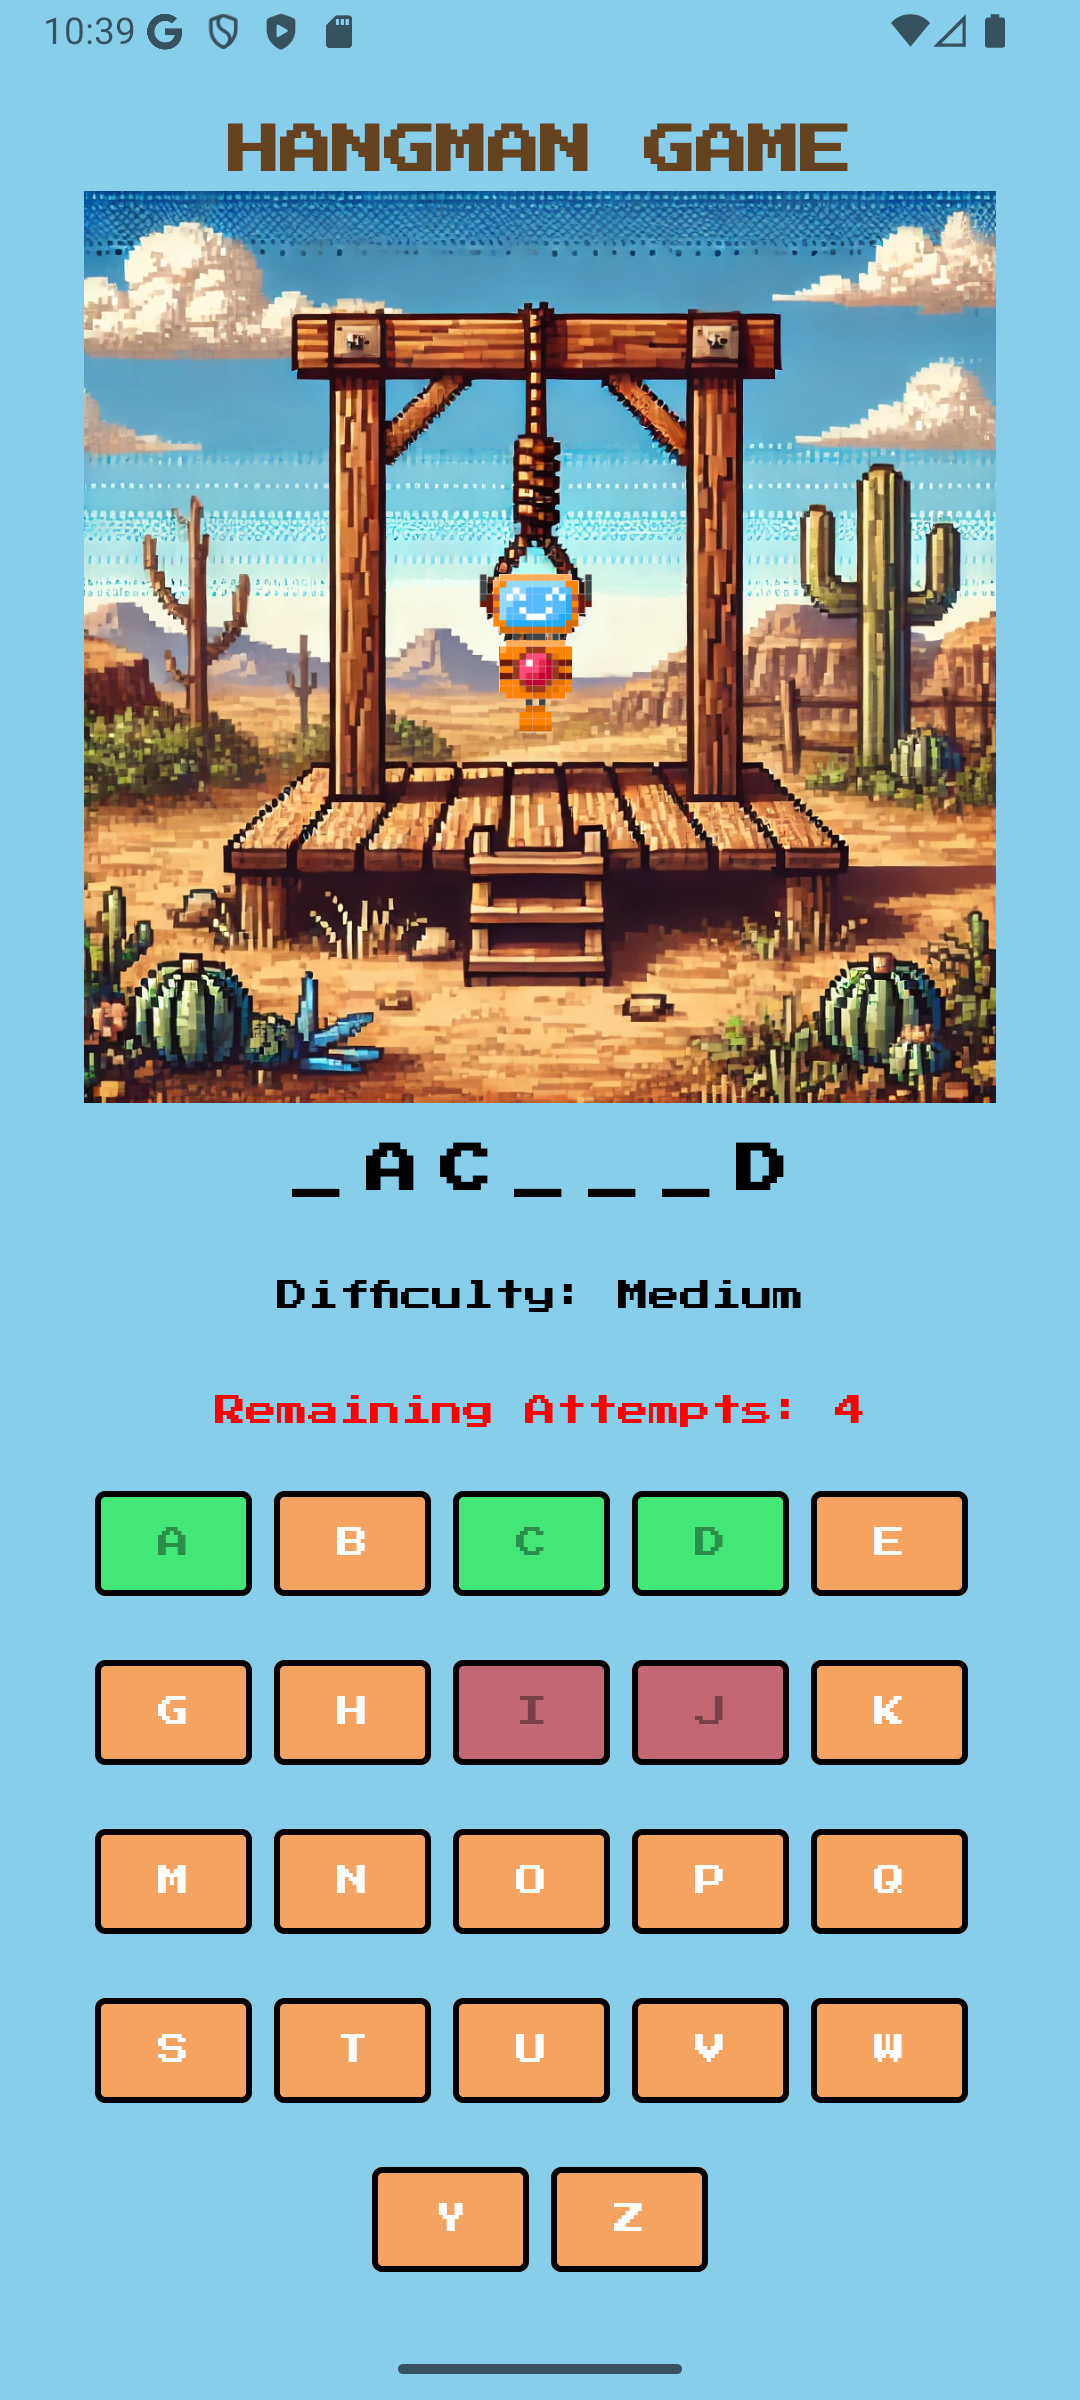 10:39
HANGMAN GAME
_ A C _ _ _ D
Difficulty: Medium
Remaining Attempts: 4
A B C D E
G H I J K
M N O P Q
S T U V W
Y Z